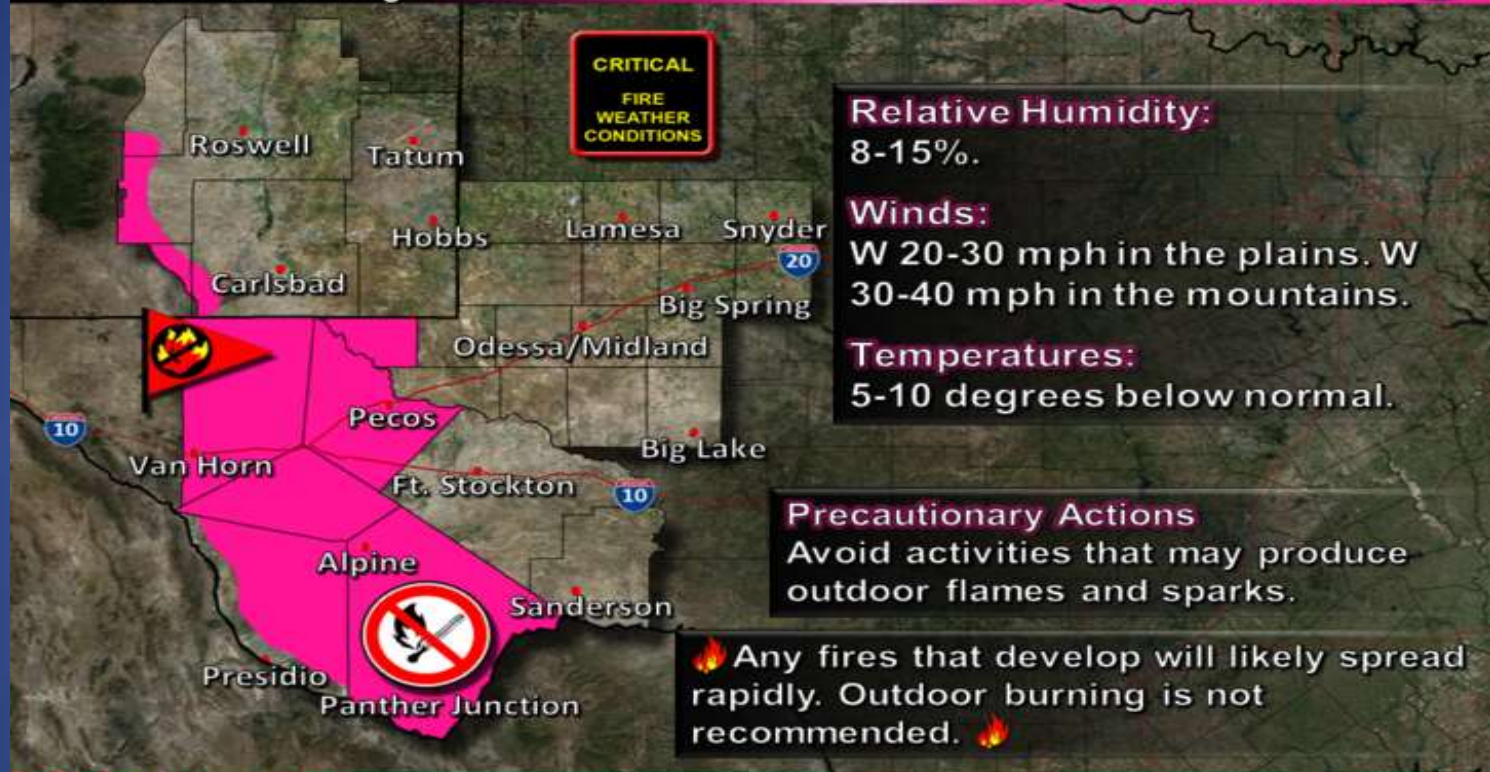 CRITICAL
FIRE
WEATHER
CONDITIONS
Relative Humidity:
8-15%.
Winds:
W 20-30 mph in the plains. W
30-40 mph in the mountains.
Temperatures:
5-10 degrees below normal.
Roswell
Tatum
Hobbs
Lamesa
Snyder
20
Carlsbad
Big Spring
Odessa/Midland
Pecos
10
Big Lake
Van Horn
Ft. Stockton
10
Precautionary Actions
Avoid activities that may produce
outdoor flames and sparks.
Alpine
Sanderson
Presidio
Panther Junction
Any fires that develop will likely spread
rapidly. Outdoor burning is not
recommended.